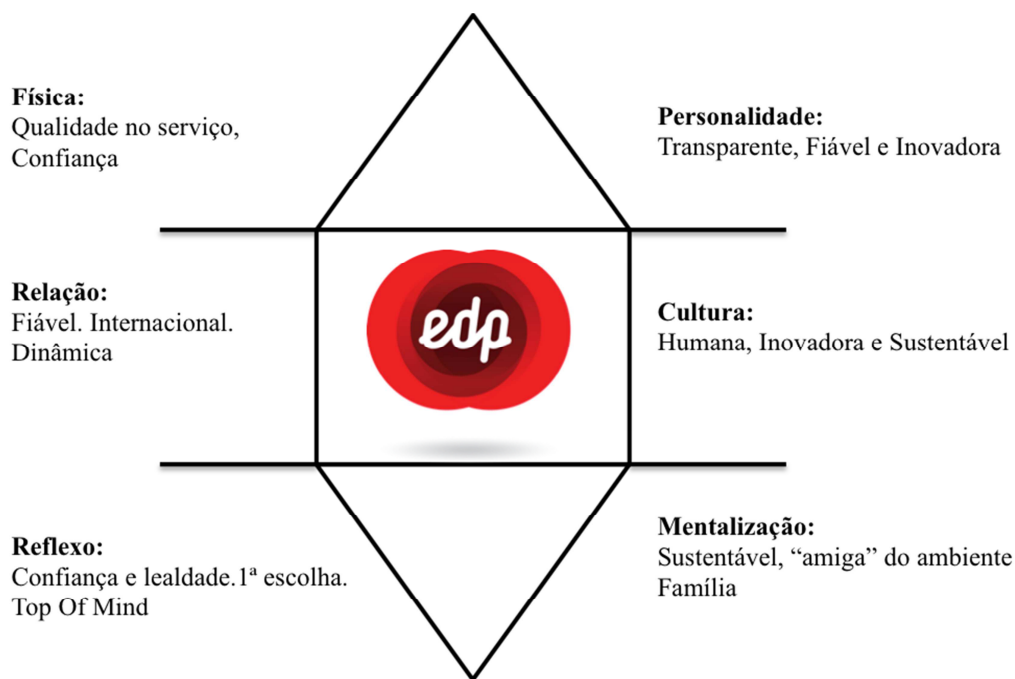 Física:
Qualidade no serviço,
Confiança
Personalidade:
Transparente, Fiável e Inovadora
Relação:
Fiável. Internacional.
Dinâmica
edp
Cultura:
Humana, Inovadora e Sustentável
Reflexo:
Confiança e lealdade.1ª escolha.
Top Of Mind
Mentalização:
Sustentável, “amiga” do ambiente
Família